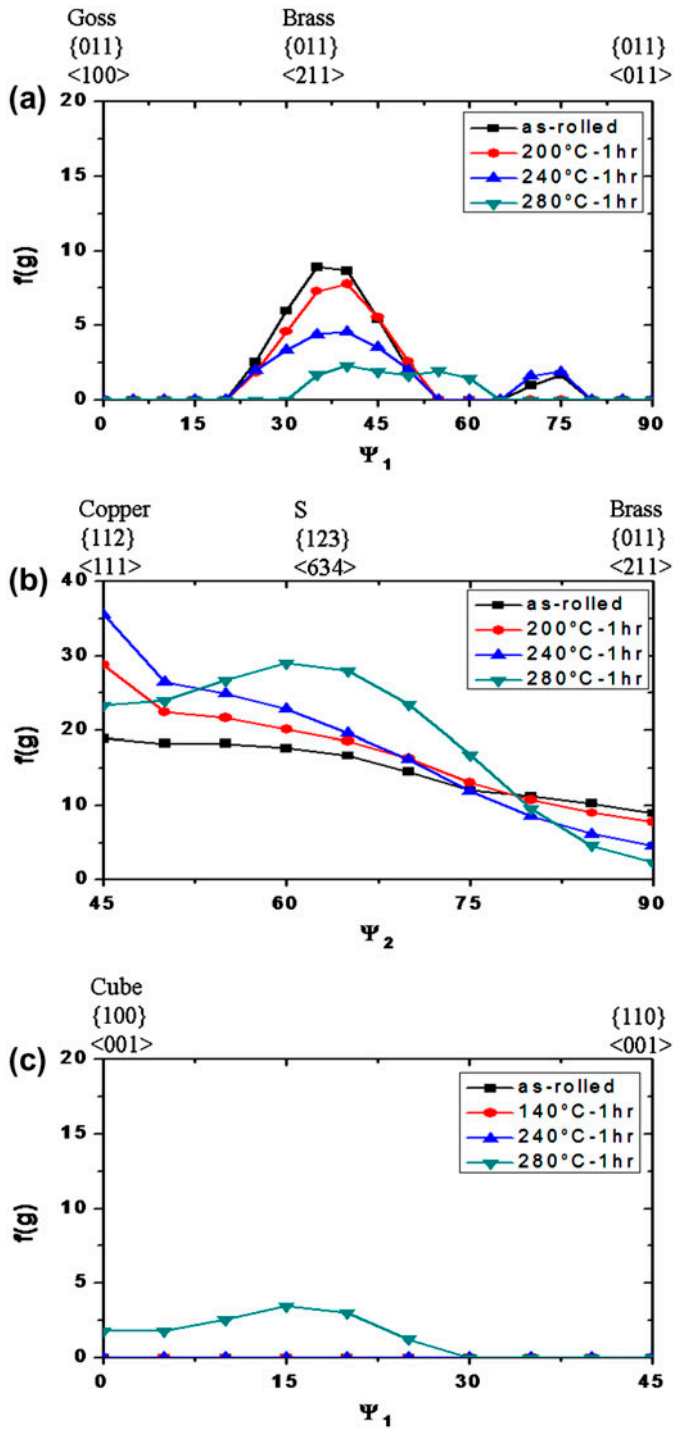 Goss Brass
{011} {011} {011}
<100> <211> <011>
(a)
20
15
10
5
0
f(g)
as-rolled
200°C-1hr
240°C-1hr
280°C-1hr
0 15 30 45 60 75 90
Ψ1
Copper S Brass
{112} {123} {011}
<111> <634> <211>
(b)
40
30
20
10
0
f(g)
as-rolled
200°C-1hr
240°C-1hr
280°C-1hr
45 60 75 90
Ψ2
Cube
{100} {110}
<001> <001>
(c)
20
15
10
5
0
f(g)
as-rolled
140°C-1hr
240°C-1hr
280°C-1hr
0 15 30 45
Ψ1